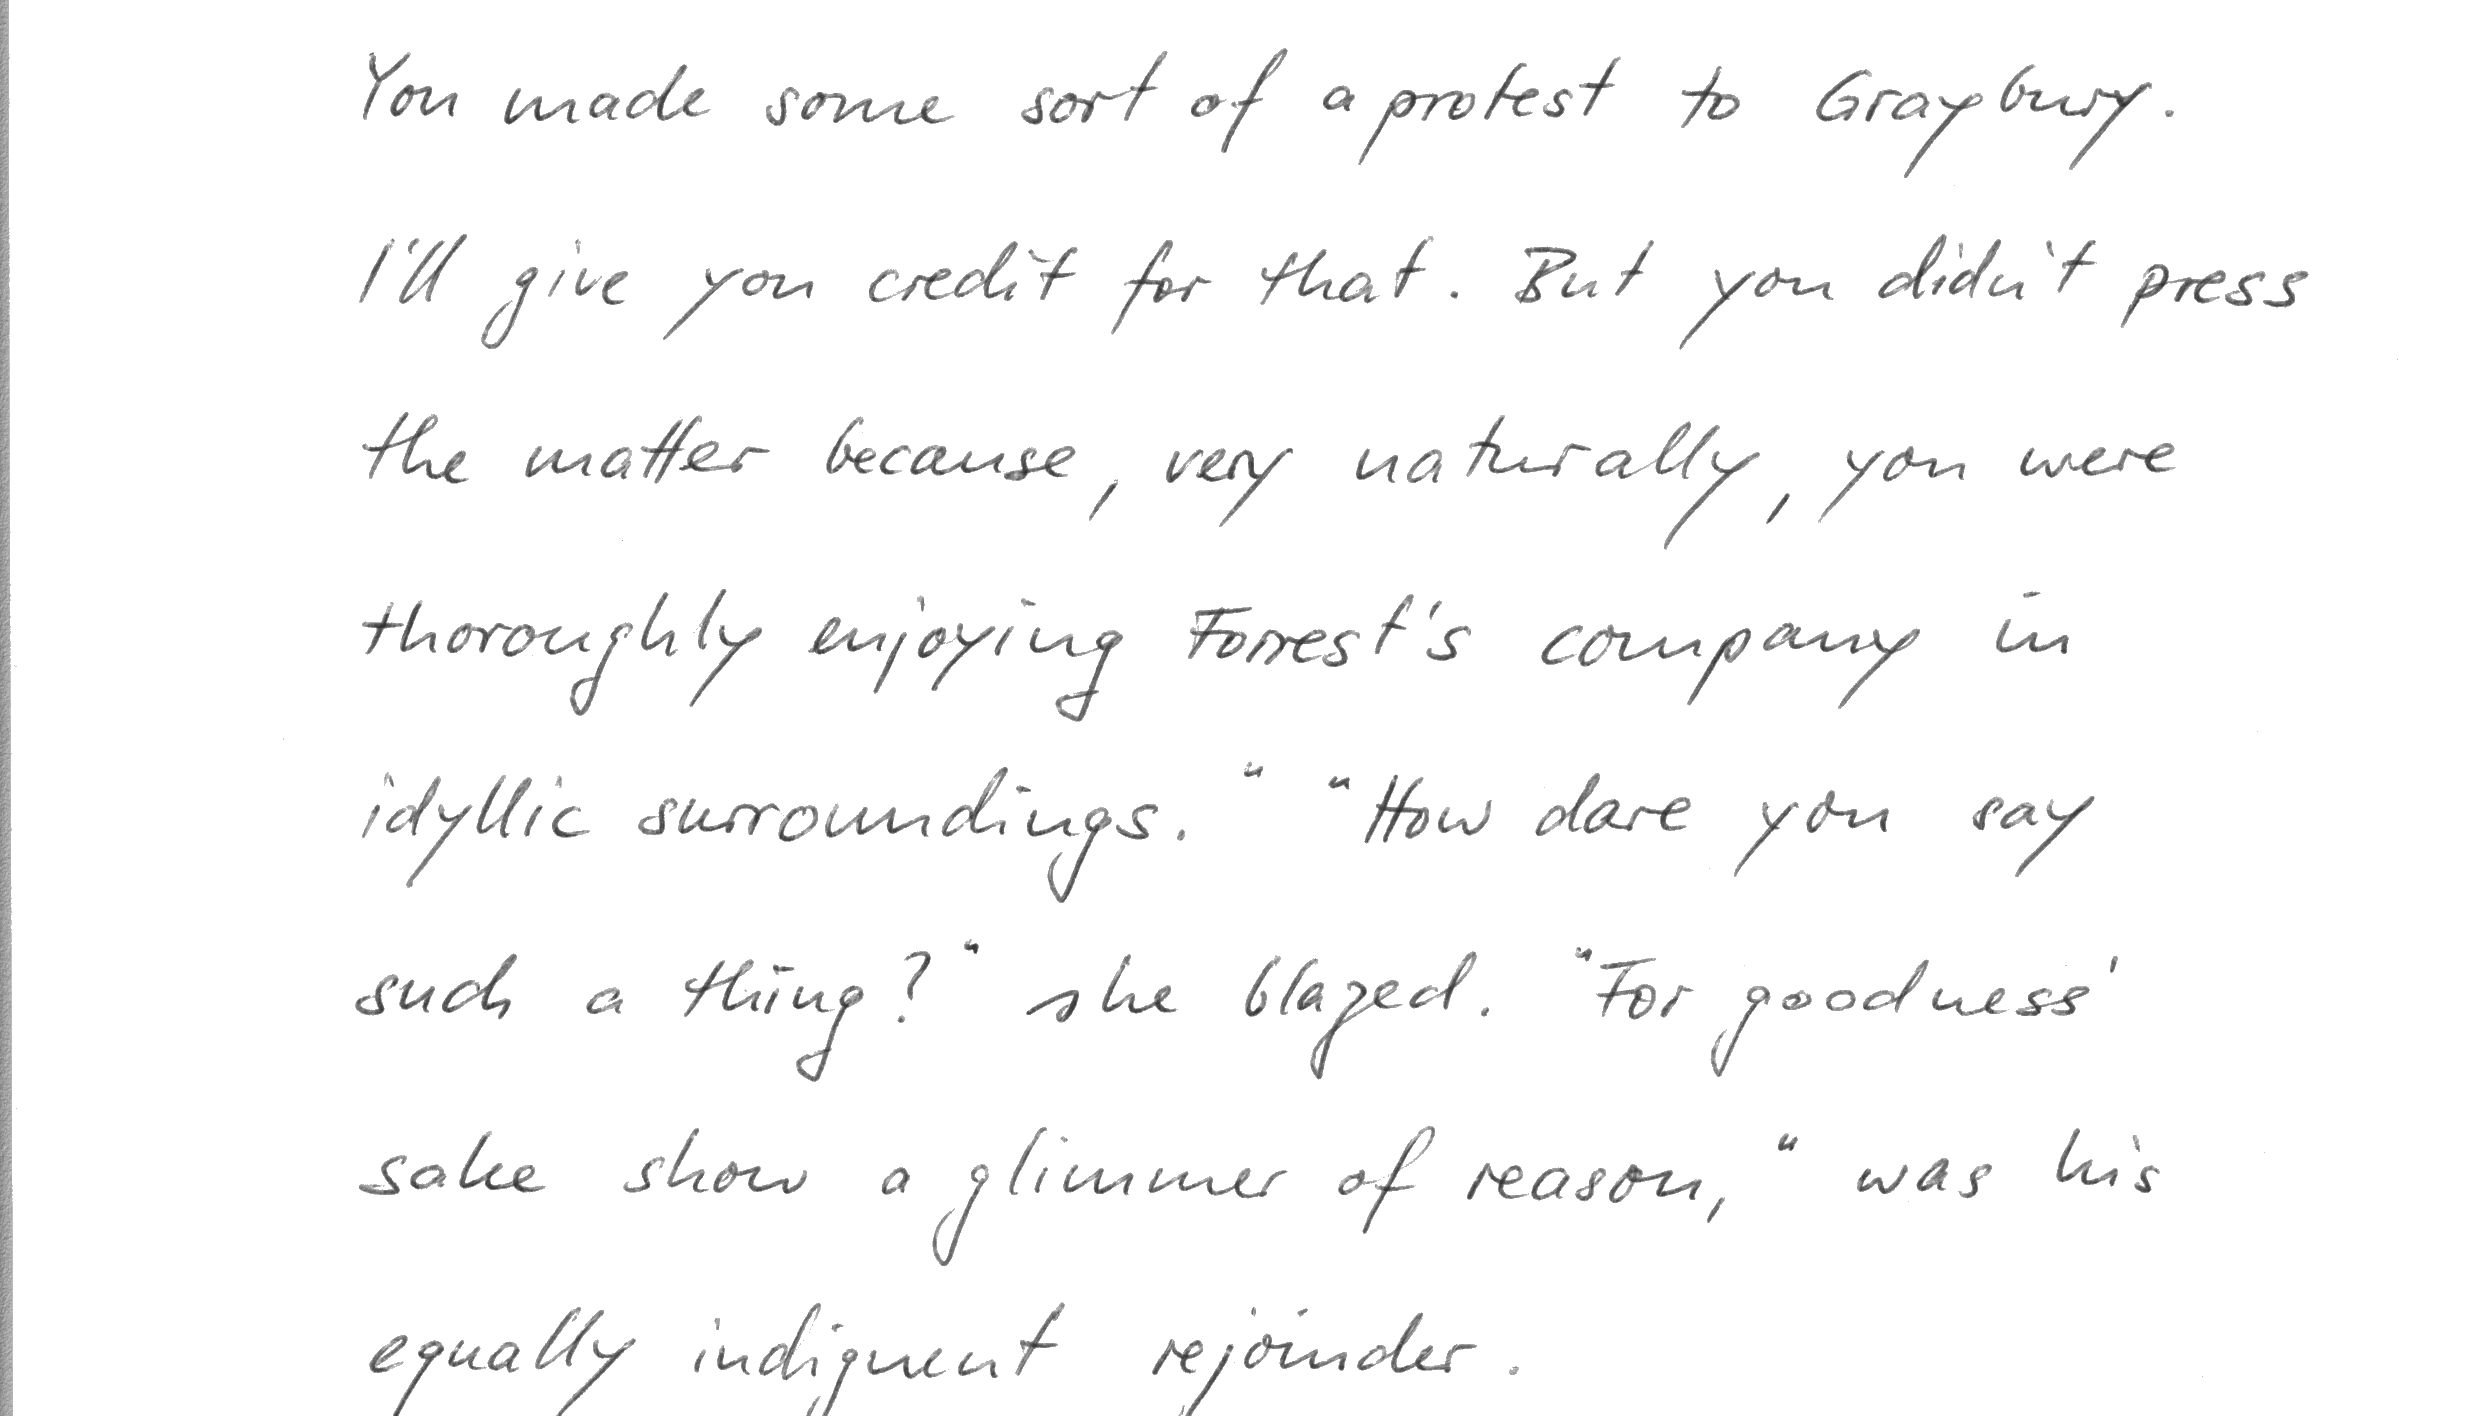 You made some sort of a protest to Graybury.
I'll give you credit for that. But you didn't press
the matter because, very naturally, you were
thoroughly enjoying Forrest's company in
idyllic surroundings." "How dare you say
such a thing?" she blazed. "For goodness'
sake show a glimmer of reason," was his
equally indignent rejoinder.